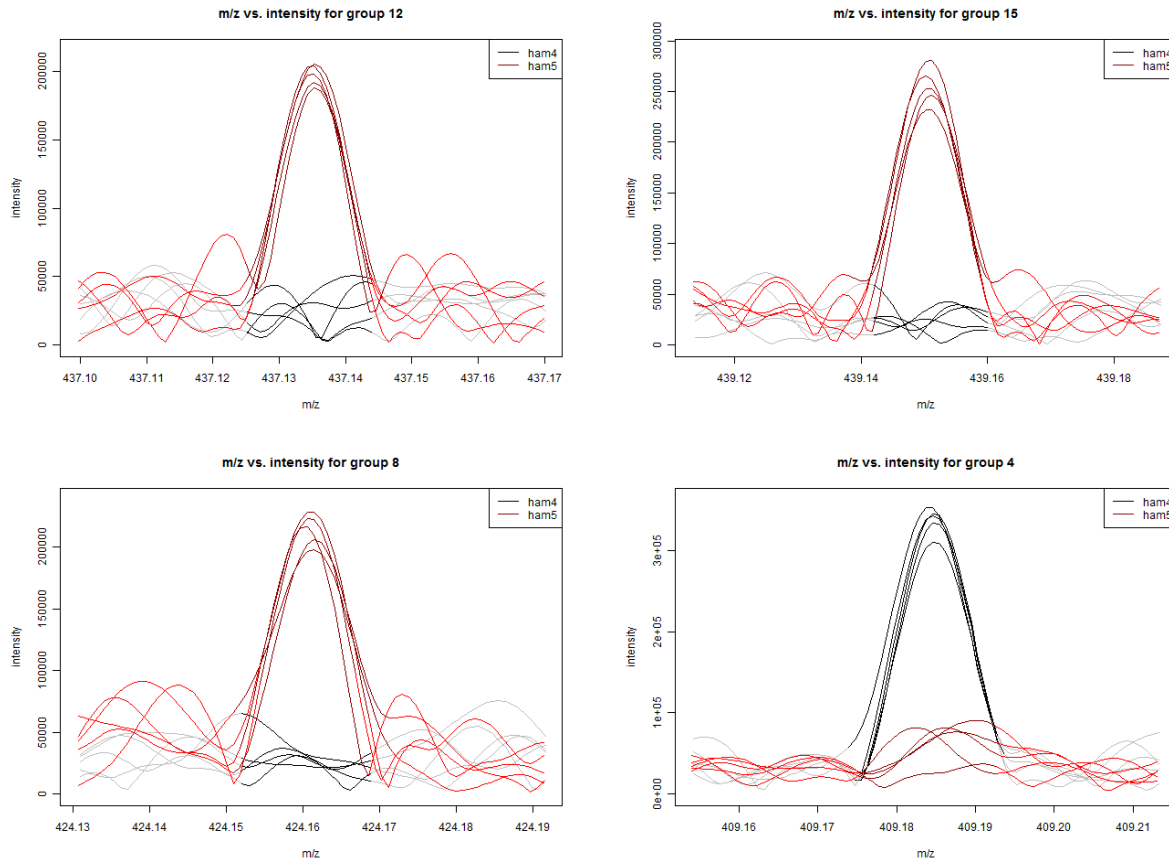 m/z vs. intensity for group 12
ham4
ham5
intensity
0
50000
100000
150000
200000
437.10
437.11
437.12
437.13
437.14
437.15
437.16
437.17
m/z
m/z vs. intensity for group 15
ham4
ham5
intensity
0
50000
100000
150000
200000
250000
300000
439.12
439.14
439.16
439.18
m/z
m/z vs. intensity for group 8
ham4
ham5
intensity
0
50000
100000
150000
200000
424.13
424.14
424.15
424.16
424.17
424.18
424.19
m/z
m/z vs. intensity for group 4
ham4
ham5
intensity
0e+00
1e+05
2e+05
3e+05
409.16
409.17
409.18
409.19
409.20
409.21
m/z